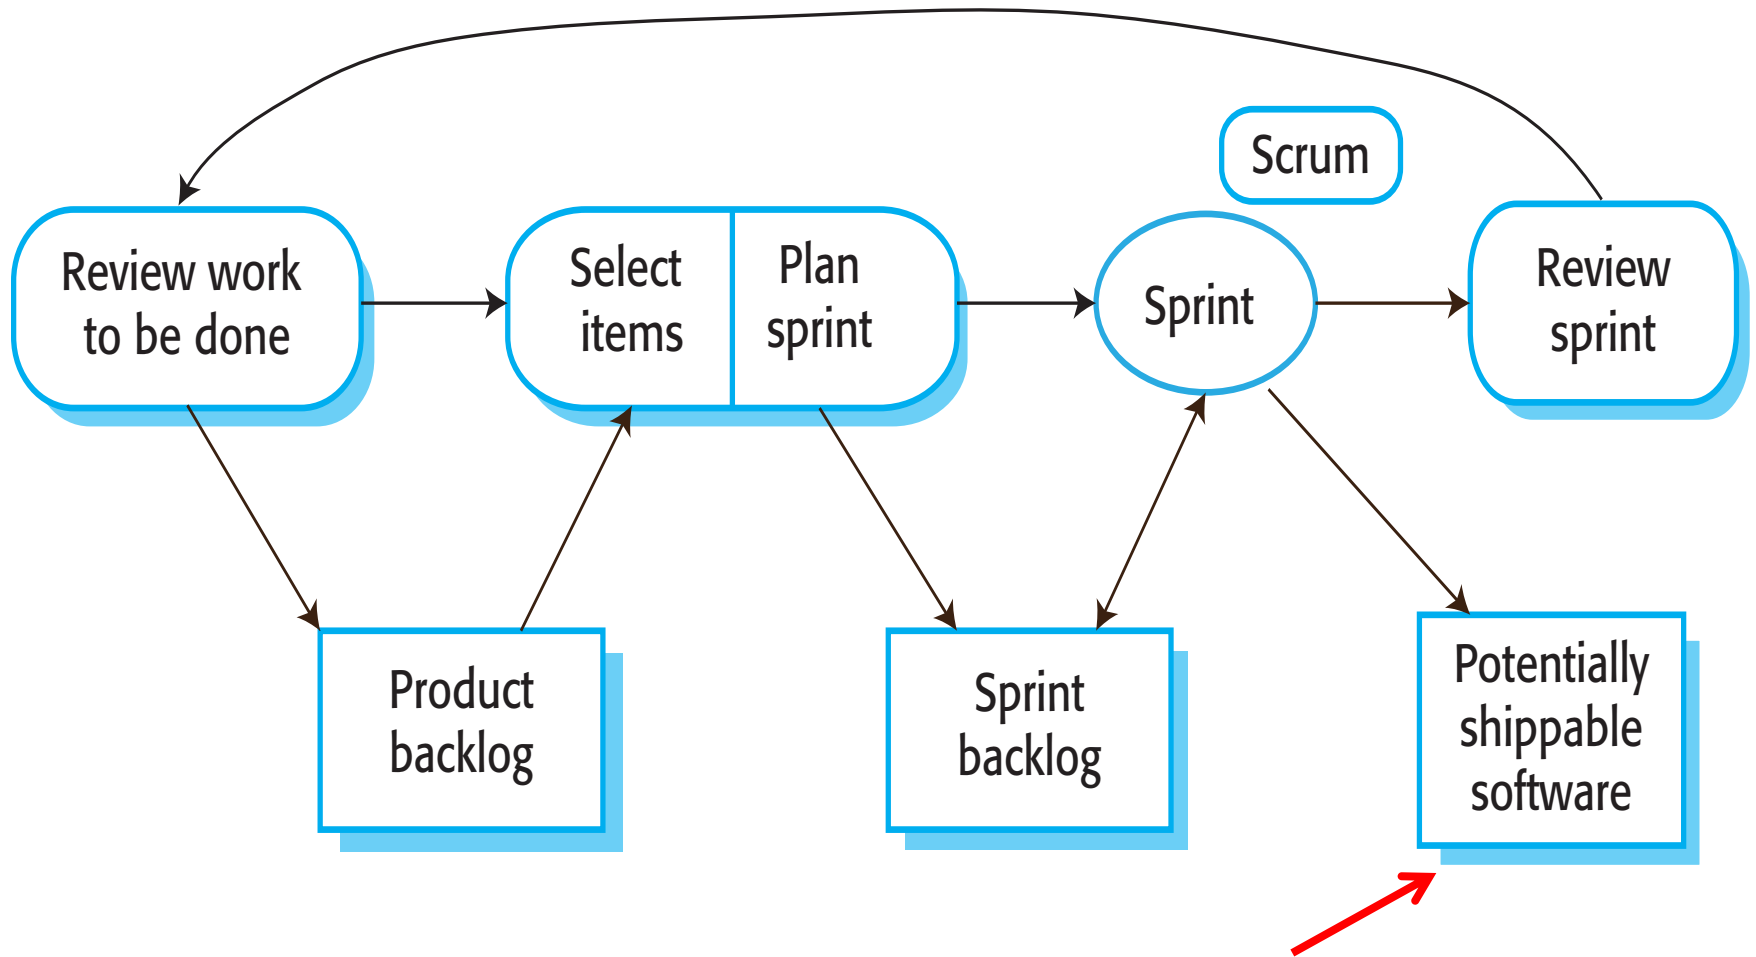 Scrum
Review work
to be done
Select
items
Plan
sprint
Sprint
Review
sprint
Product
backlog
Sprint
backlog
Potentially
shippable
software